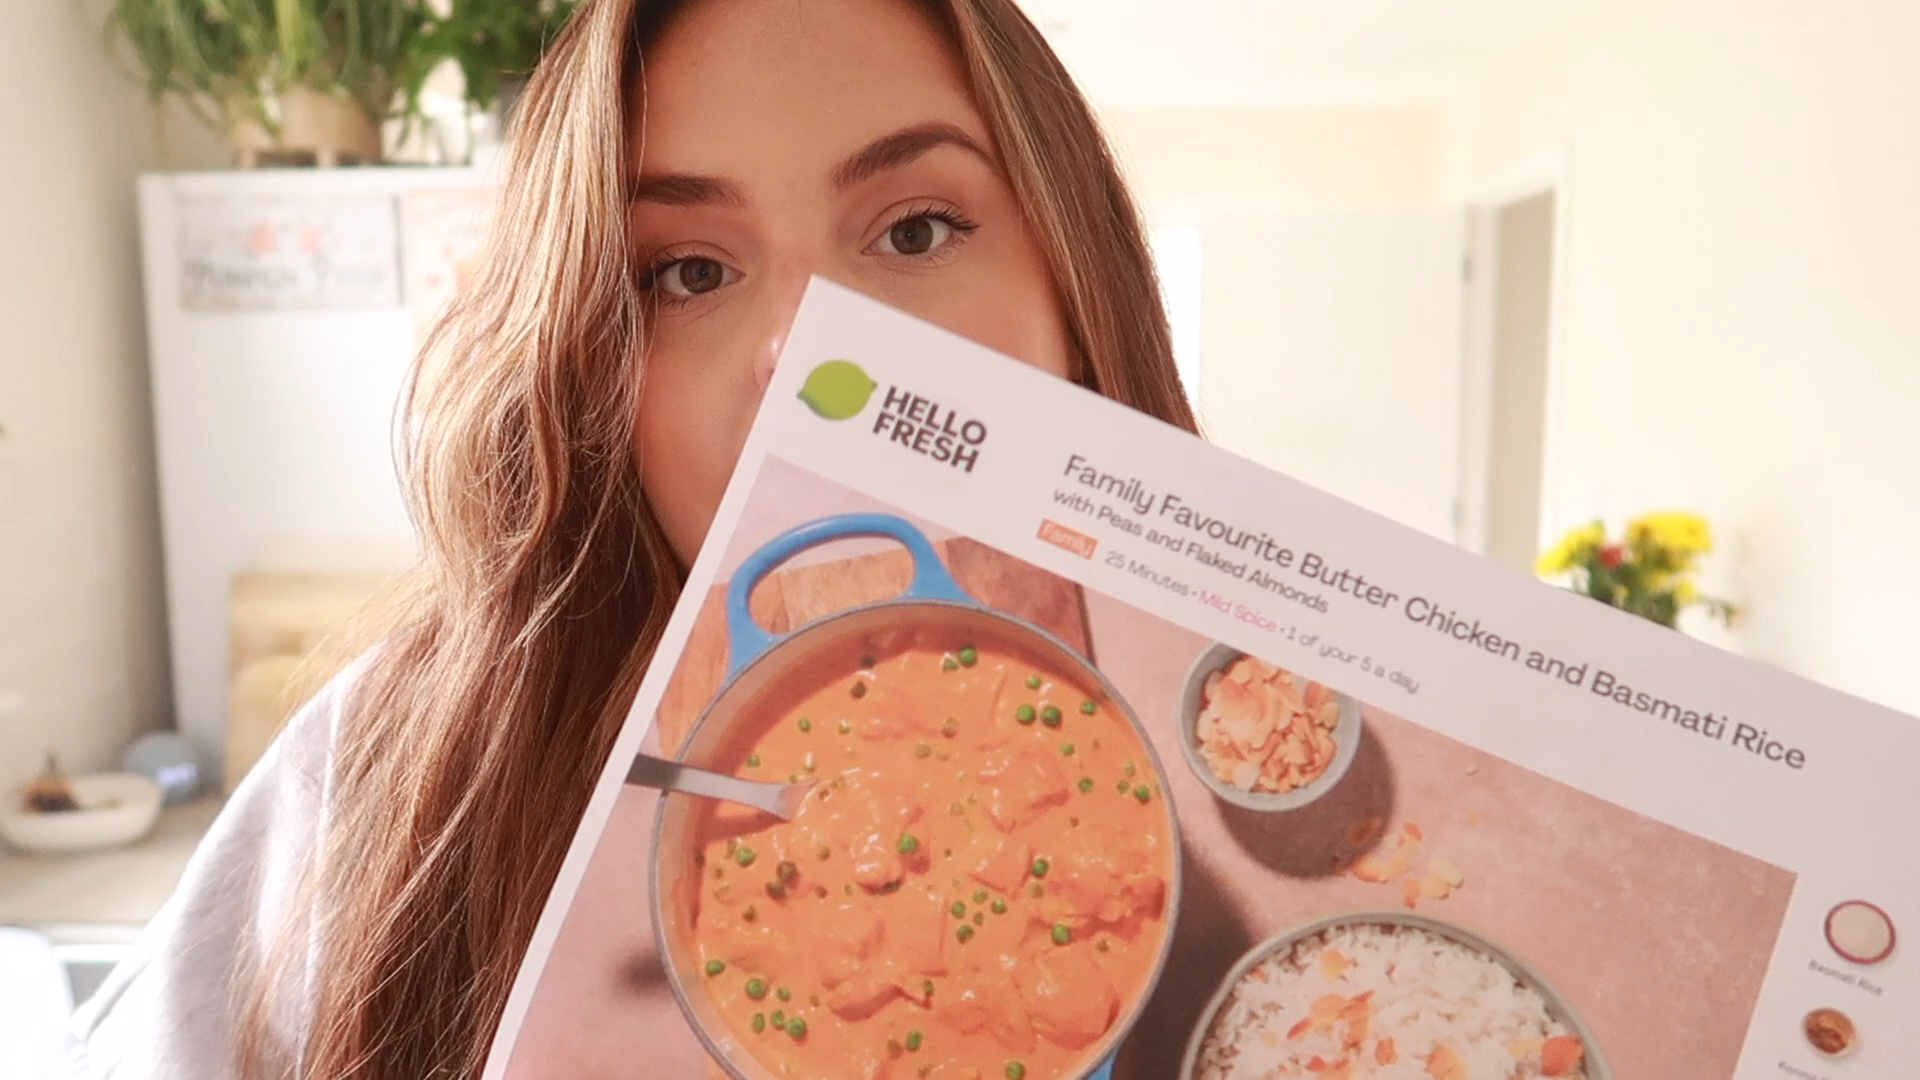 HELLO
FRESH
Family Favourite Butter Chicken and Basmati Rice
with Peas and Flaked Almonds
Family
25 Minutes • Mild Spice • 1 of your 5 a day
Basmati Rice
Korma